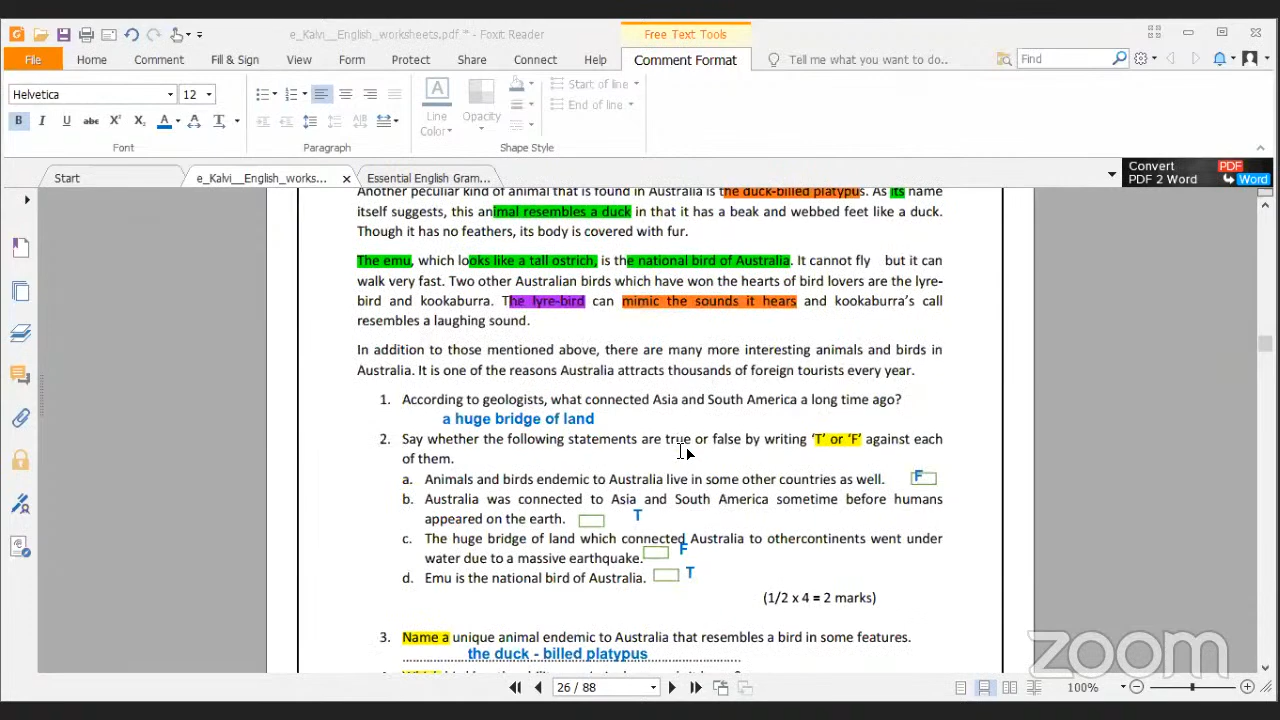 e_Kalvi__English_worksheets.pdf * - Foxit Reader
Free Text Tools
File Home Comment Fill & Sign View Form Protect Share Connect Help Comment Format Tell me what you want to do.. Find
Helvetica 12
Line Color Opacity Start of line End of line
B I U abc X² X₂ A A T
Font Paragraph Shape Style
Start e_Kalvi__English_works... Essential English Gram... Convert PDF
PDF 2 Word Word
Another peculiar kind of animal that is found in Australia is the duck-billed platypus. As its name
itself suggests, this animal resembles a duck in that it has a beak and webbed feet like a duck.
Though it has no feathers, its body is covered with fur.
The emu, which looks like a tall ostrich, is the national bird of Australia. It cannot fly but it can
walk very fast. Two other Australian birds which have won the hearts of bird lovers are the lyre-
bird and kookaburra. The lyre-bird can mimic the sounds it hears and kookaburra's call
resembles a laughing sound.
In addition to those mentioned above, there are many more interesting animals and birds in
Australia. It is one of the reasons Australia attracts thousands of foreign tourists every year.
1. According to geologists, what connected Asia and South America a long time ago?
a huge bridge of land
2. Say whether the following statements are true or false by writing 'T' or 'F' against each
of them.
a. Animals and birds endemic to Australia live in some other countries as well. F
b. Australia was connected to Asia and South America sometime before humans
appeared on the earth. T
c. The huge bridge of land which connected Australia to othercontinents went under
water due to a massive earthquake. F
d. Emu is the national bird of Australia. T
(1/2 x 4 = 2 marks)
3. Name a unique animal endemic to Australia that resembles a bird in some features.
the duck - billed platypus
zoom
26 / 88 100%